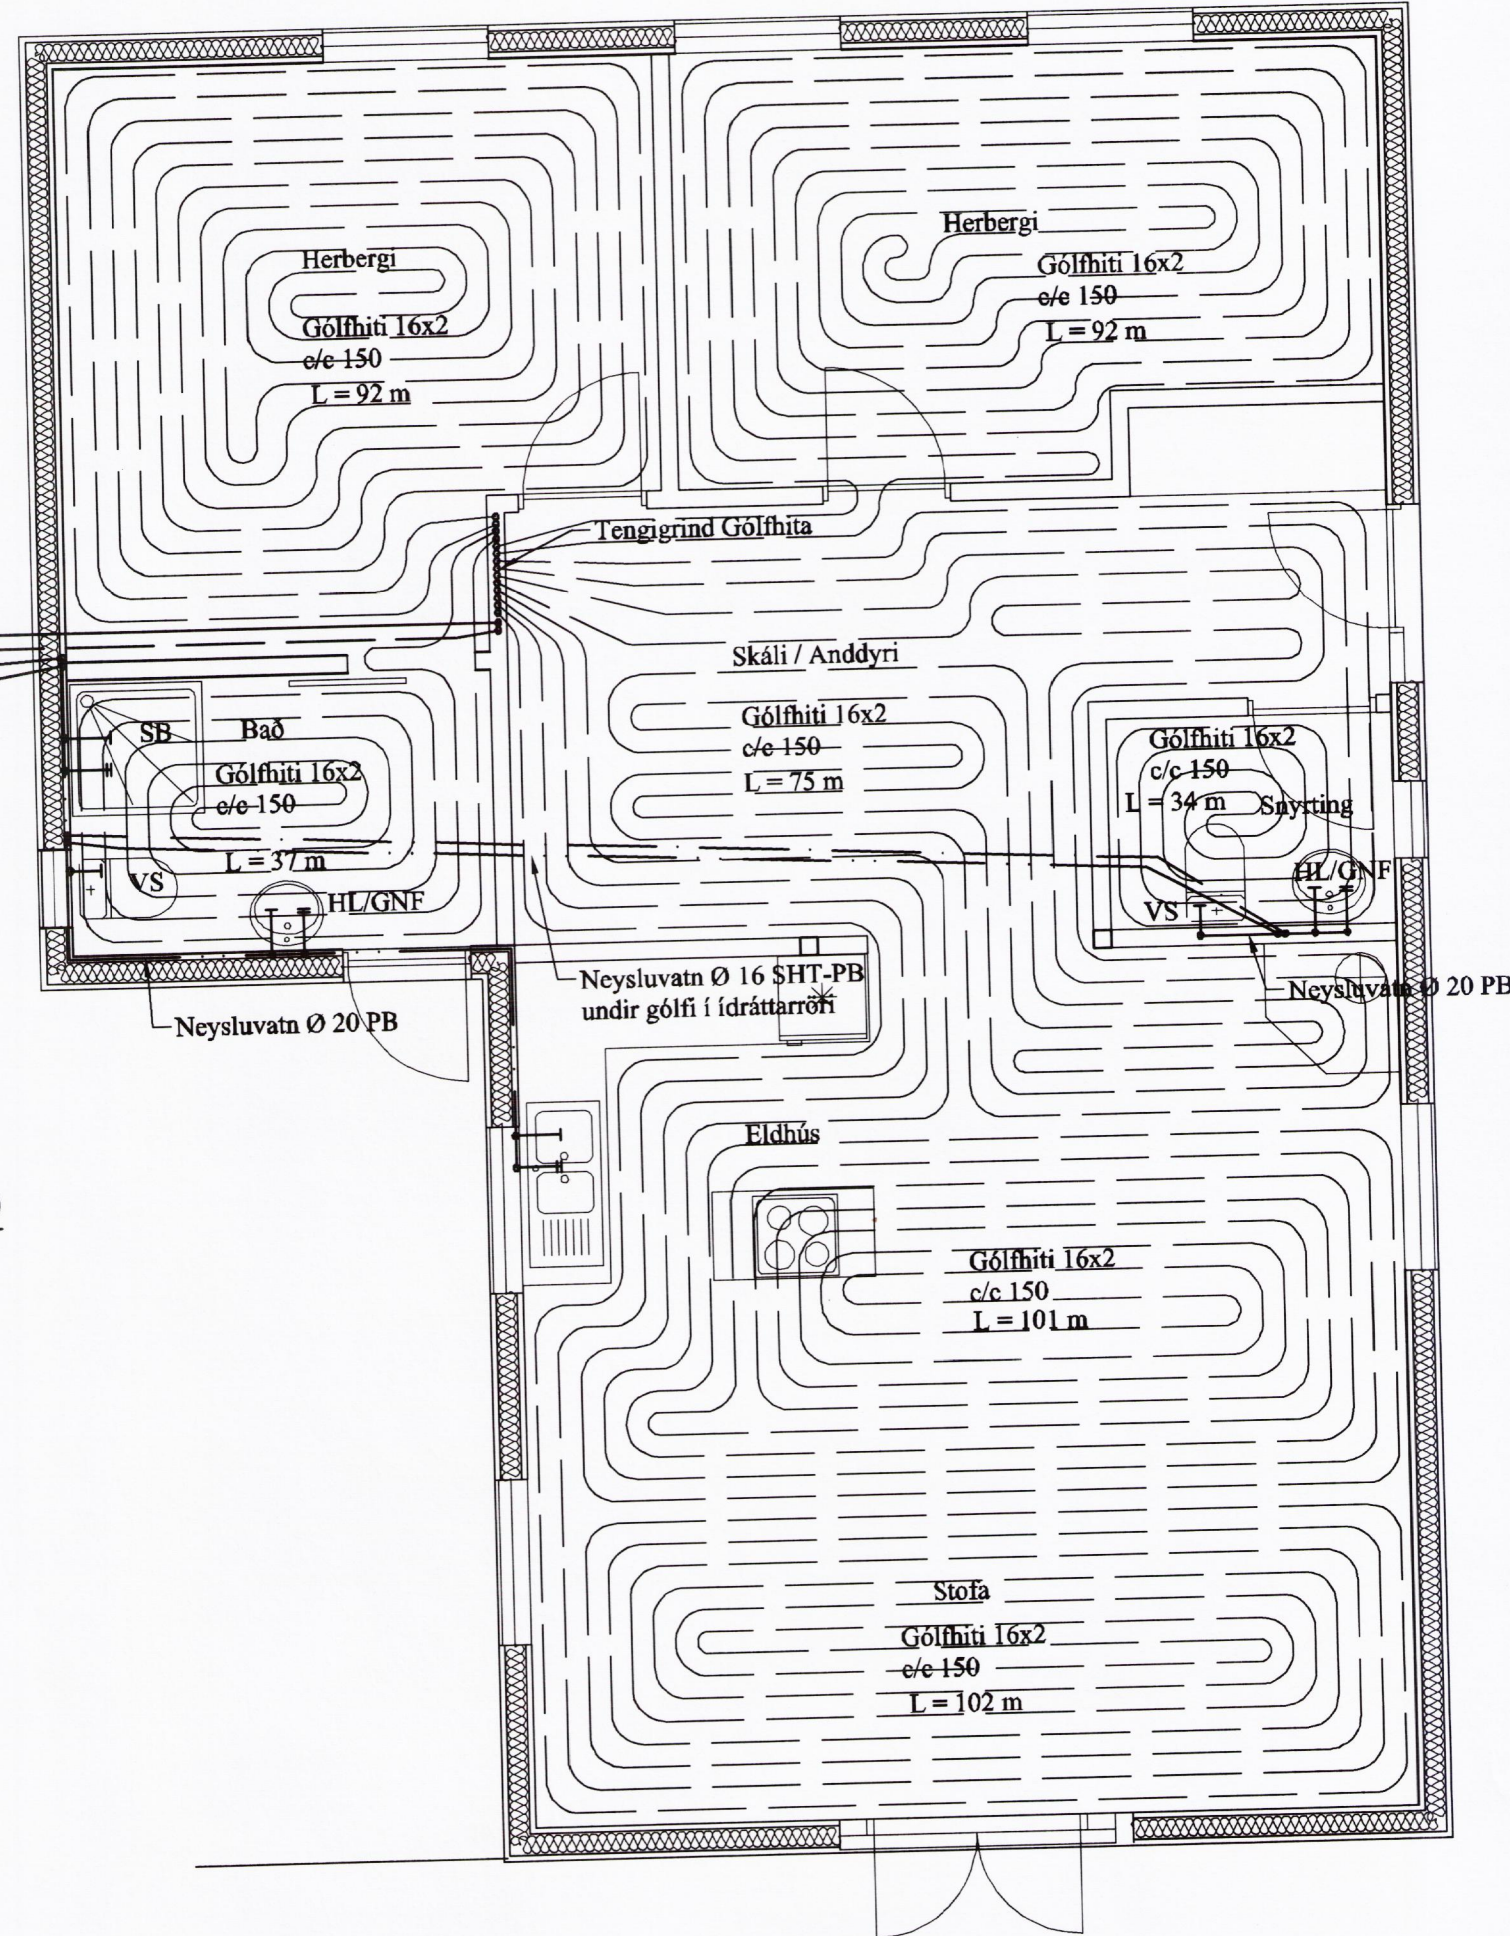 Herbergi
Gólfhiti 16x2
c/c 150
L = 92 m
Herbergi
Gólfhiti 16x2
c/c 150
L = 92 m
Tengigrind Gólfhita
Skáli / Anddyri
Gólfhiti 16x2
c/c 150
L = 75 m
SB
Bað
Gólfhiti 16x2
c/c 150
L = 37 m
VS
HL/GNF
Gólfhiti 16x2
c/c 150
L = 34 m
Snyrting
HL/GNF
VS
Neysluvatn Ø 16 SHT-PB
undir gólfi í ídráttarröri
Neysluvatn Ø 20 PB
Neysluvatn Ø 20 PB
Eldhús
Gólfhiti 16x2
c/c 150
L = 101 m
Stofa
Gólfhiti 16x2
c/c 150
L = 102 m